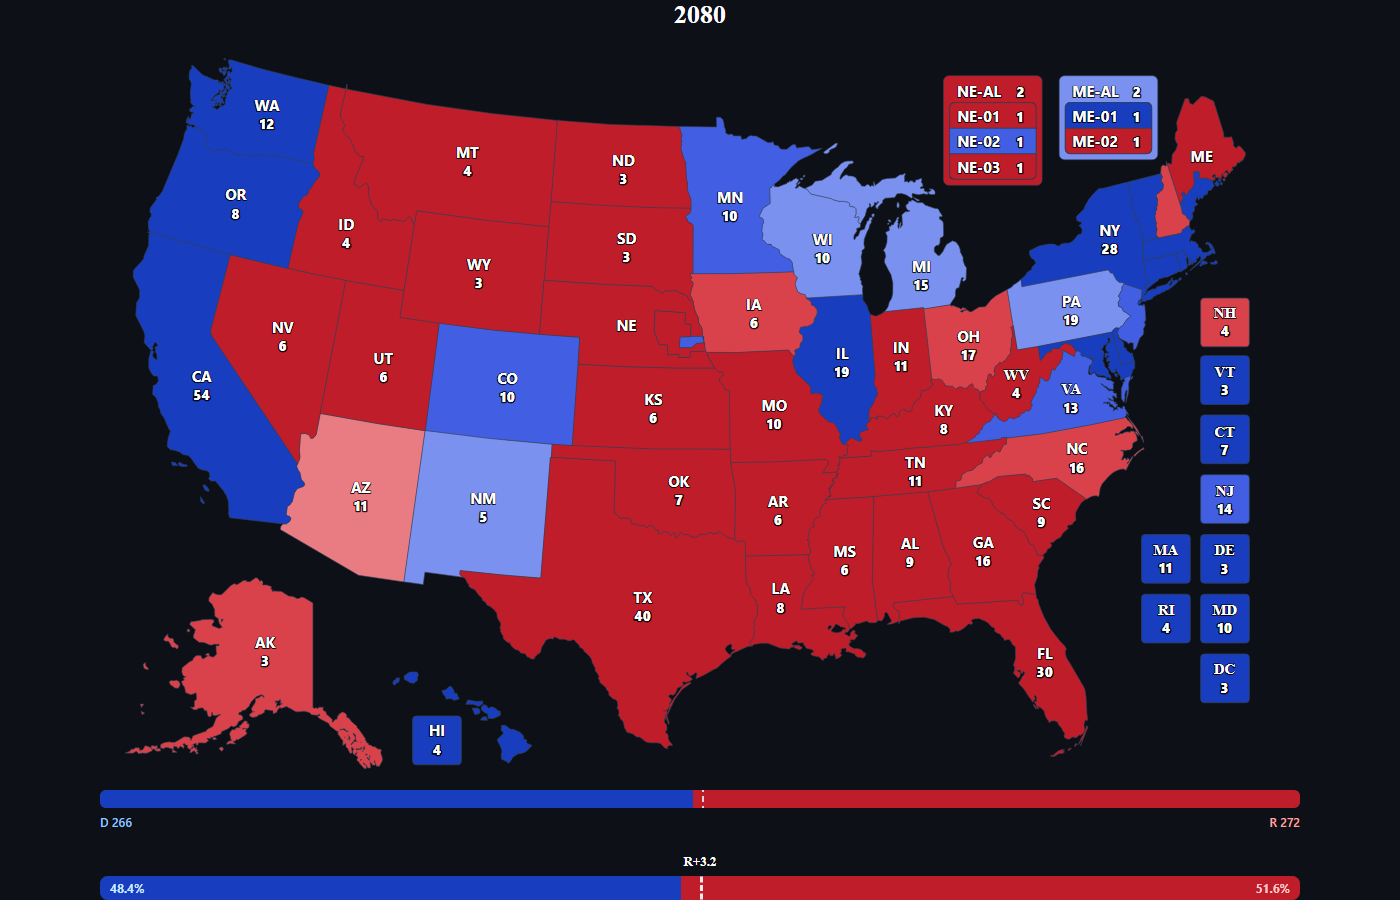 2080
NE-AL 2
NE-01 1
NE-02 1
NE-03 1
ME-AL 2
ME-01 1
ME-02 1
WA
12
MT
4
ND
3
ME
OR
8
ID
4
MN
10
NY
28
SD
3
WI
10
WY
3
MI
15
PA
19
NH
4
NV
6
NE
IA
6
OH
17
UT
6
CO
10
IL
19
IN
11
WV
4
VT
3
CA
54
KS
6
MO
10
KY
8
VA
13
CT
7
AZ
11
NM
5
OK
7
AR
6
TN
11
NC
16
NJ
14
SC
9
MS
6
AL
9
GA
16
MA
11
DE
3
TX
40
LA
8
RI
4
MD
10
AK
3
FL
30
DC
3
HI
4
D 266
R 272
R+3.2
48.4%
51.6%